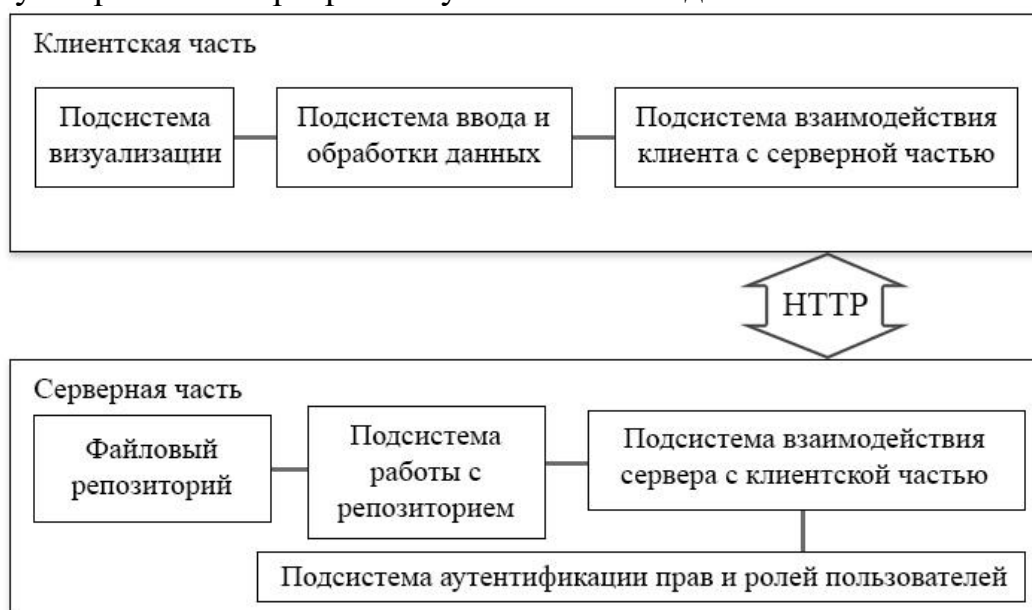 Клиентская часть
Подсистема
визуализации
Подсистема ввода и
обработки данных
Подсистема взаимодействия
клиента с серверной частью
HTTP
Серверная часть
Файловый
репозиторий
Подсистема
работы с
репозиторием
Подсистема взаимодействия
сервера с клиентской частью
Подсистема аутентификации прав и ролей пользователей